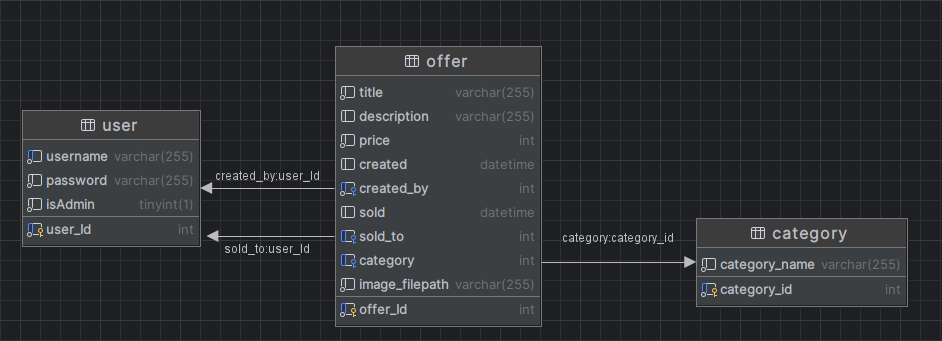 user
username varchar(255)
password varchar(255)
isAdmin tinyint(1)
user_Id int
created_by:user_Id
sold_to:user_Id
offer
title varchar(255)
description varchar(255)
price int
created datetime
created_by int
sold datetime
sold_to int
category int
image_filepath varchar(255)
offer_Id int
category:category_id
category
category_name varchar(255)
category_id int